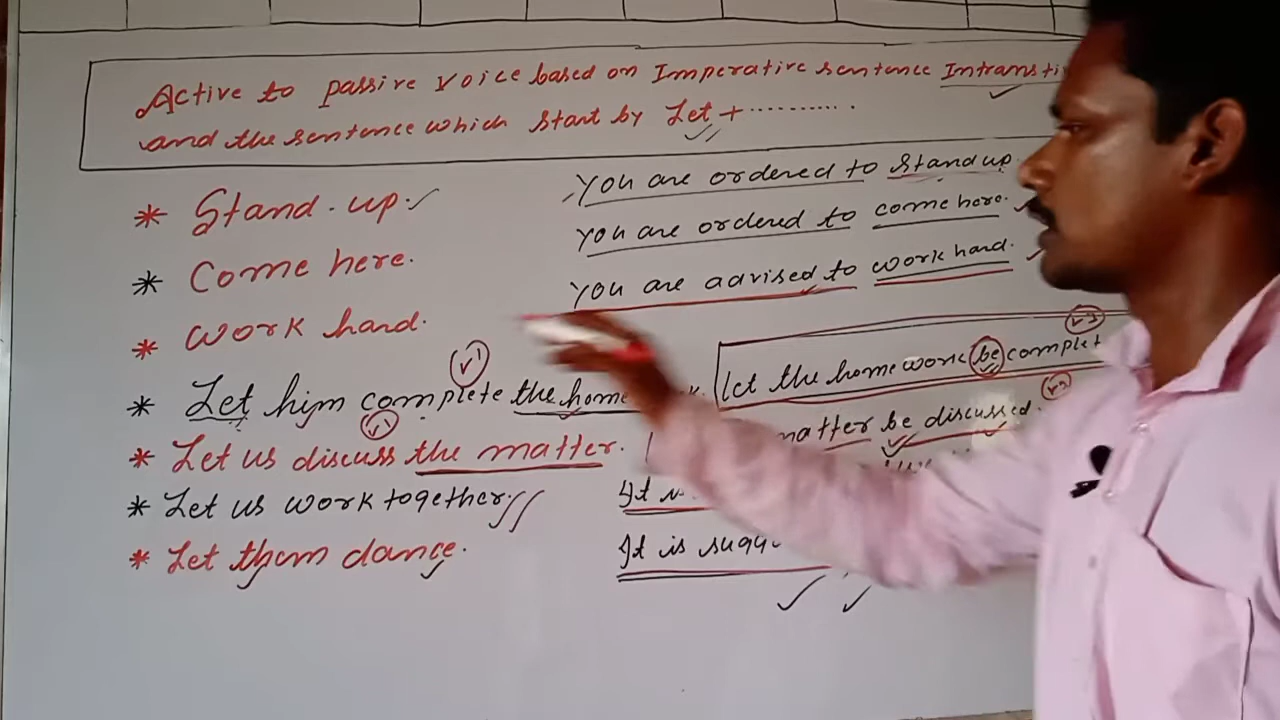 Active to passive voice based on Imperative sentence
and the sentence which start by Let + ...........
* Stand. up.
You are ordered to stand up.
* Come here.
You are ordered to come here.
* Work hard.
You are advised to work hard.
* Let him complete the home
let the home work be
* Let us discuss the matter.
matter be discussed.
* Let us work together.
It
* Let them dance.
It is